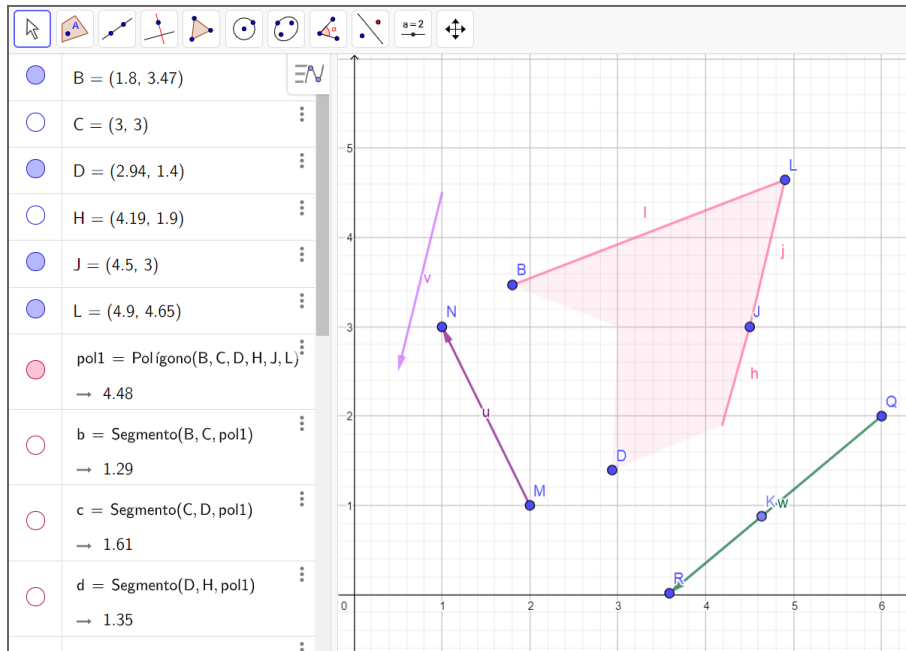 A
α
a=2
B = (1.8, 3.47)
C = (3, 3)
D = (2.94, 1.4)
H = (4.19, 1.9)
J = (4.5, 3)
L = (4.9, 4.65)
pol1 = Polígono(B, C, D, H, J, L)
→ 4.48
b = Segmento(B, C, pol1)
→ 1.29
c = Segmento(C, D, pol1)
→ 1.61
d = Segmento(D, H, pol1)
→ 1.35
5
L
l
4
j
B
v
N
3
J
h
2
u
Q
D
1
M
K
w
R
0
1
2
3
4
5
6